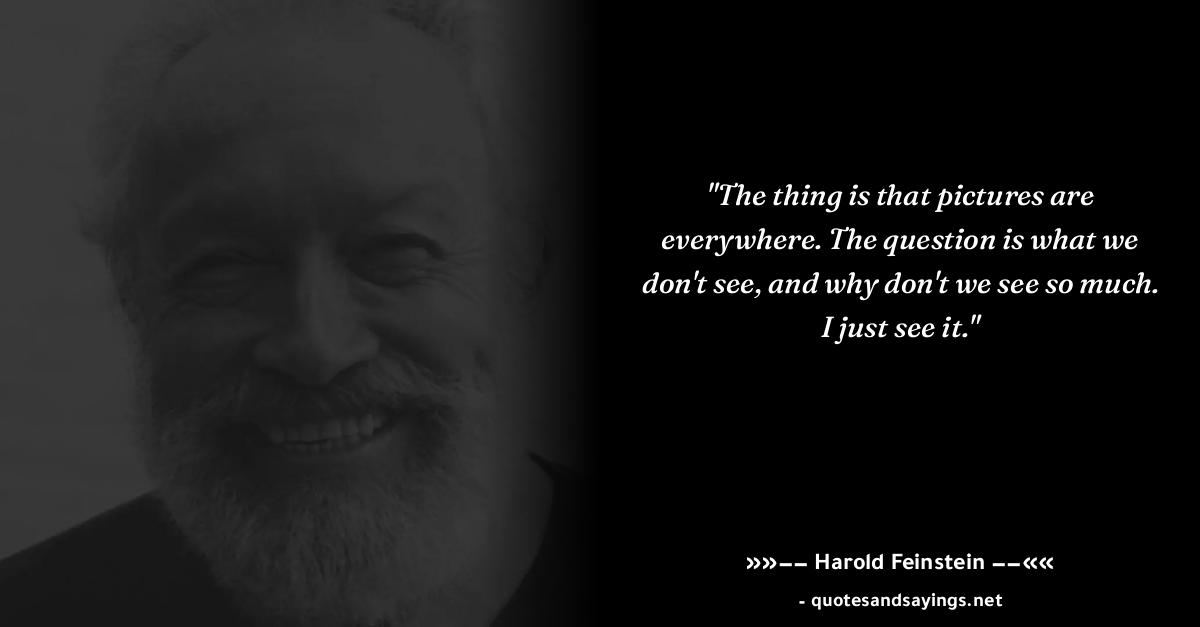 "The thing is that pictures are
everywhere. The question is what we
don't see, and why don't we see so much.
I just see it."
»»−− Harold Feinstein −−««
- quotesandsayings.net